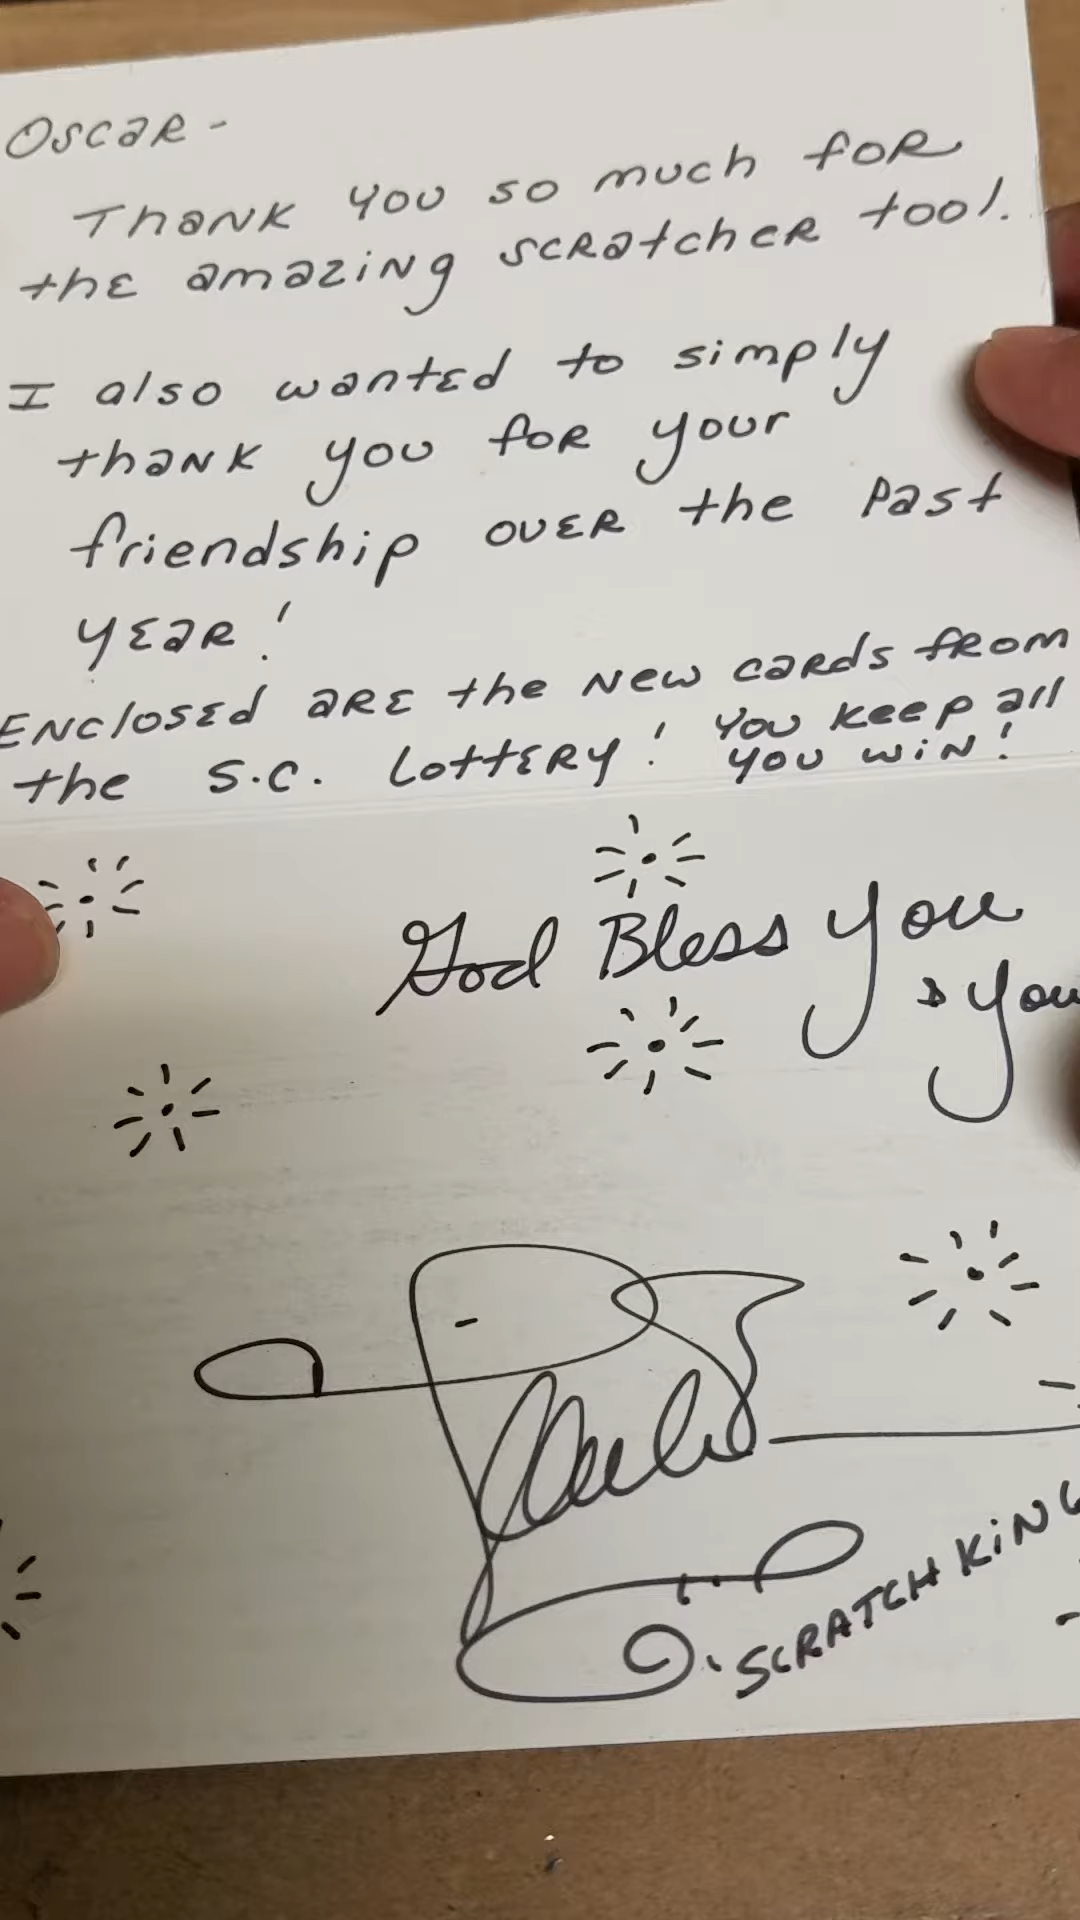 Oscar -
Thank you so much for
the amazing scratcher tool.
I also wanted to simply
thank you for your
friendship over the past
year!
Enclosed are the new cards from
the S.C. Lottery! You keep all
you win!
God Bless You
& You
SCRATCH KING